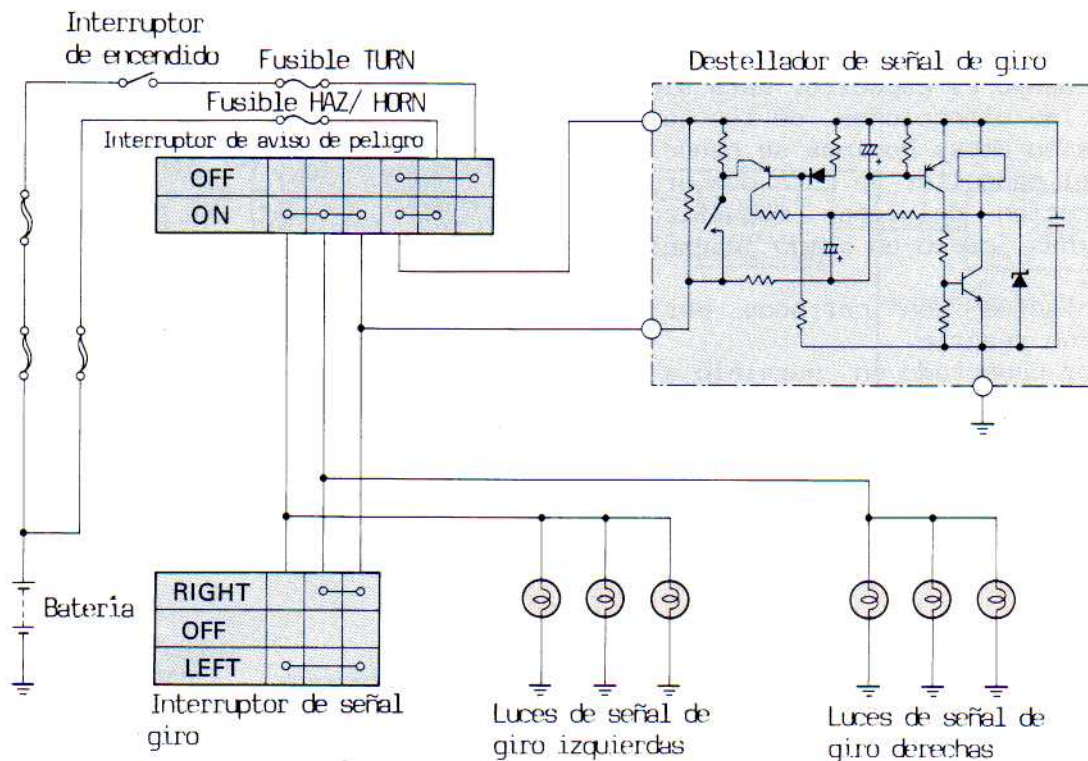 Interruptor
de encendido
Fusible TURN
Destellador de señal de giro
Fusible HAZ/ HORN
Interruptor de aviso de peligro
OFF
ON
+
+
RIGHT
OFF
LEFT
Batería
Interruptor de señal
giro
Luces de señal de
giro izquierdas
Luces de señal de
giro derechas